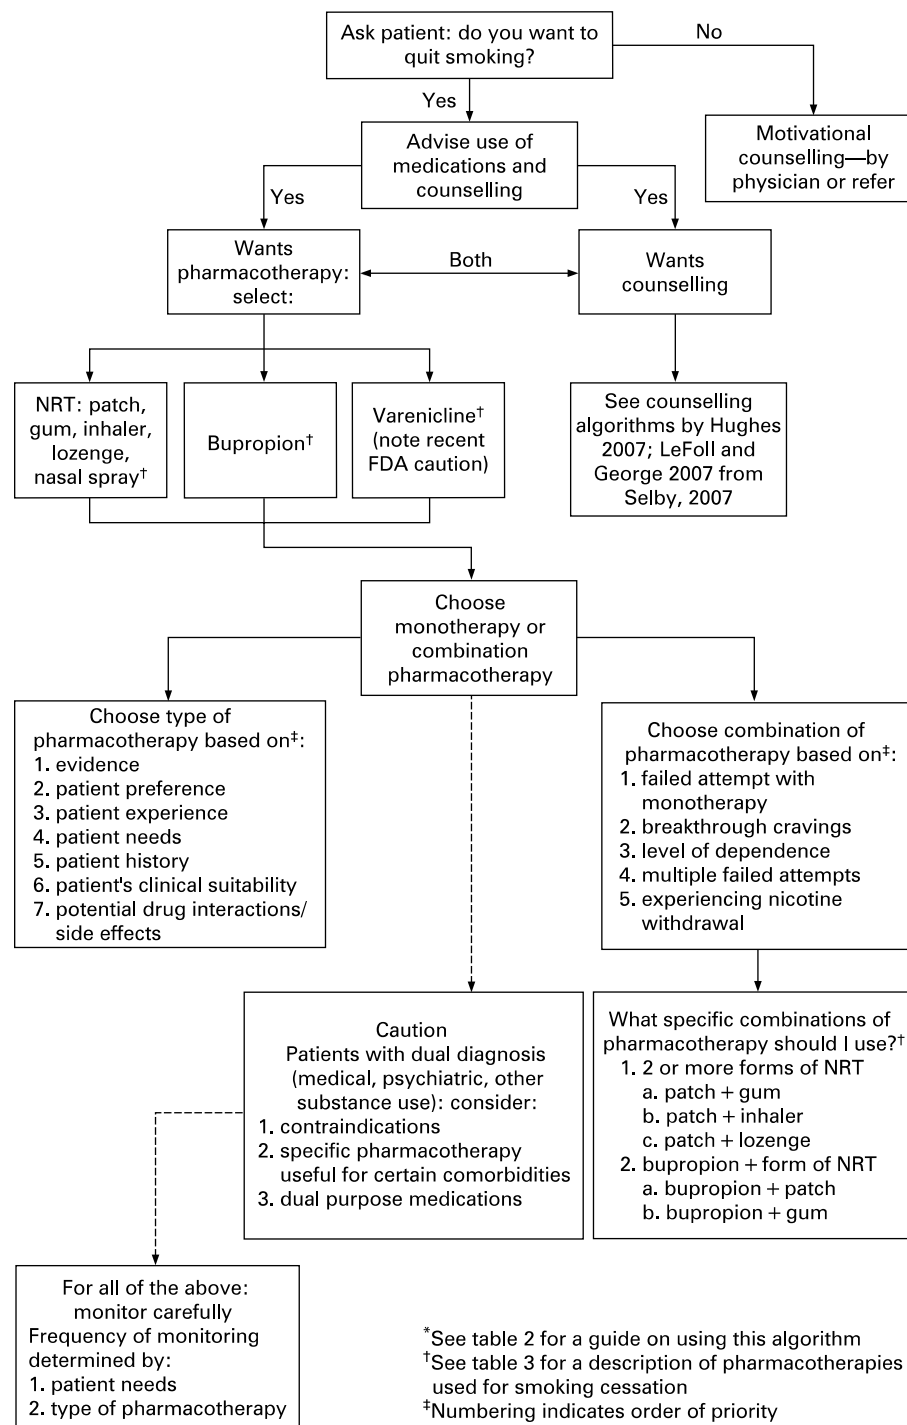 Ask patient: do you want to
quit smoking?
No
Yes
Motivational
counselling—by
physician or refer
Advise use of
medications and
counselling
Yes
Yes
Wants
pharmacotherapy:
select:
Both
Wants
counselling
NRT: patch,
gum, inhaler,
lozenge,
nasal spray†
Bupropion†
Varenicline†
(note recent
FDA caution)
See counselling
algorithms by Hughes
2007; LeFoll and
George 2007 from
Selby, 2007
Choose
monotherapy or
combination
pharmacotherapy
Choose type of
pharmacotherapy based on‡:
1. evidence
2. patient preference
3. patient experience
4. patient needs
5. patient history
6. patient's clinical suitability
7. potential drug interactions/
side effects
Choose combination of
pharmacotherapy based on‡:
1. failed attempt with
monotherapy
2. breakthrough cravings
3. level of dependence
4. multiple failed attempts
5. experiencing nicotine
withdrawal
Caution
Patients with dual diagnosis
(medical, psychiatric, other
substance use): consider:
1. contraindications
2. specific pharmacotherapy
useful for certain comorbidities
3. dual purpose medications
What specific combinations of
pharmacotherapy should I use?†
1. 2 or more forms of NRT
a. patch + gum
b. patch + inhaler
c. patch + lozenge
2. bupropion + form of NRT
a. bupropion + patch
b. bupropion + gum
For all of the above:
monitor carefully
Frequency of monitoring
determined by:
1. patient needs
2. type of pharmacotherapy
*See table 2 for a guide on using this algorithm
†See table 3 for a description of pharmacotherapies
used for smoking cessation
‡Numbering indicates order of priority